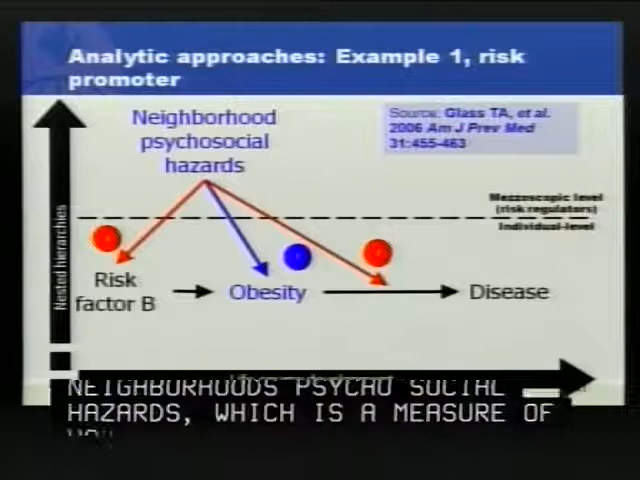 Analytic approaches: Example 1, risk
promoter
Neighborhood
psychosocial
hazards
Source: Glass TA, et al.
2006 Am J Prev Med
31:455-463
Mezzoscopic level
(risk regulators)
Individual-level
Nested hierarchies
Risk
factor B
Obesity
Disease
NEIGHBORHOODS PSYCHO SOCIAL
HAZARDS, WHICH IS A MEASURE OF